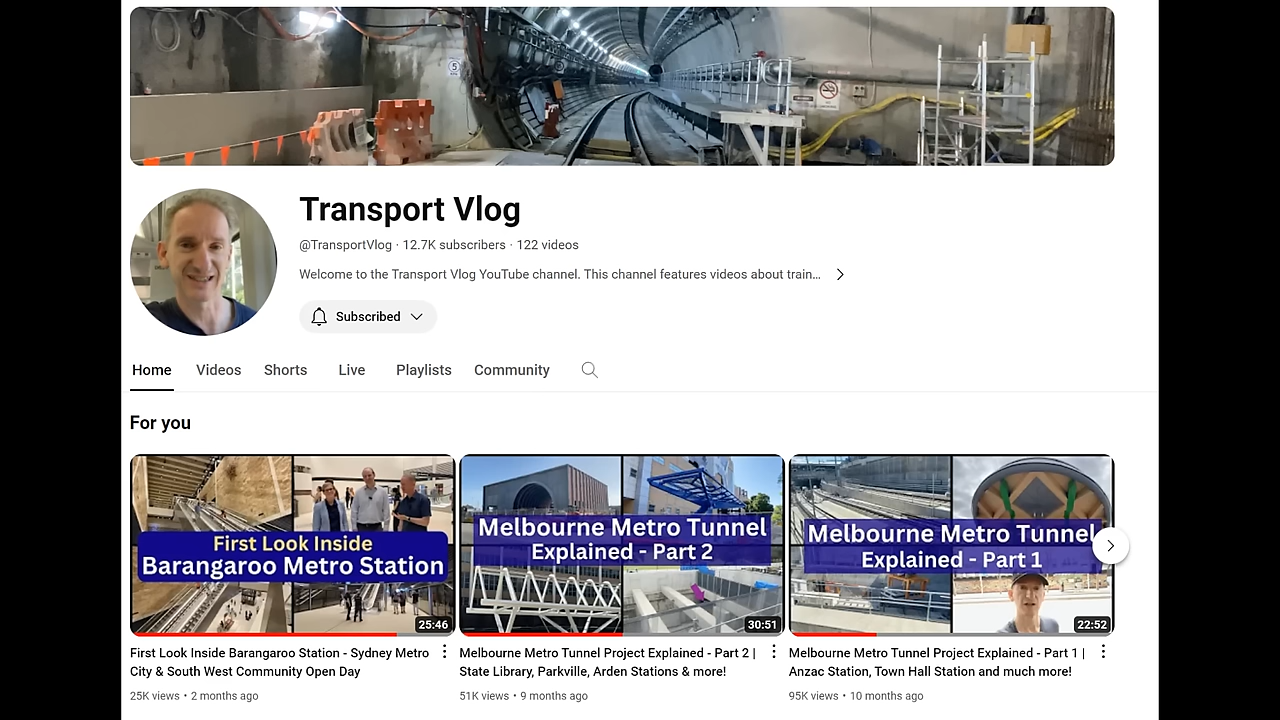 5
NO SMOKING
Transport Vlog
@TransportVlog · 12.7K subscribers · 122 videos
Welcome to the Transport Vlog YouTube channel. This channel features videos about train...
Subscribed
Home Videos Shorts Live Playlists Community
For you
First Look Inside
Barangaroo Metro Station
25:46
Melbourne Metro Tunnel
Explained - Part 2
30:51
Melbourne Metro Tunnel
Explained - Part 1
22:52
First Look Inside Barangaroo Station - Sydney Metro
City & South West Community Open Day
25K views • 2 months ago
Melbourne Metro Tunnel Project Explained - Part 2 |
State Library, Parkville, Arden Stations & more!
51K views • 9 months ago
Melbourne Metro Tunnel Project Explained - Part 1 |
Anzac Station, Town Hall Station and much more!
95K views • 10 months ago